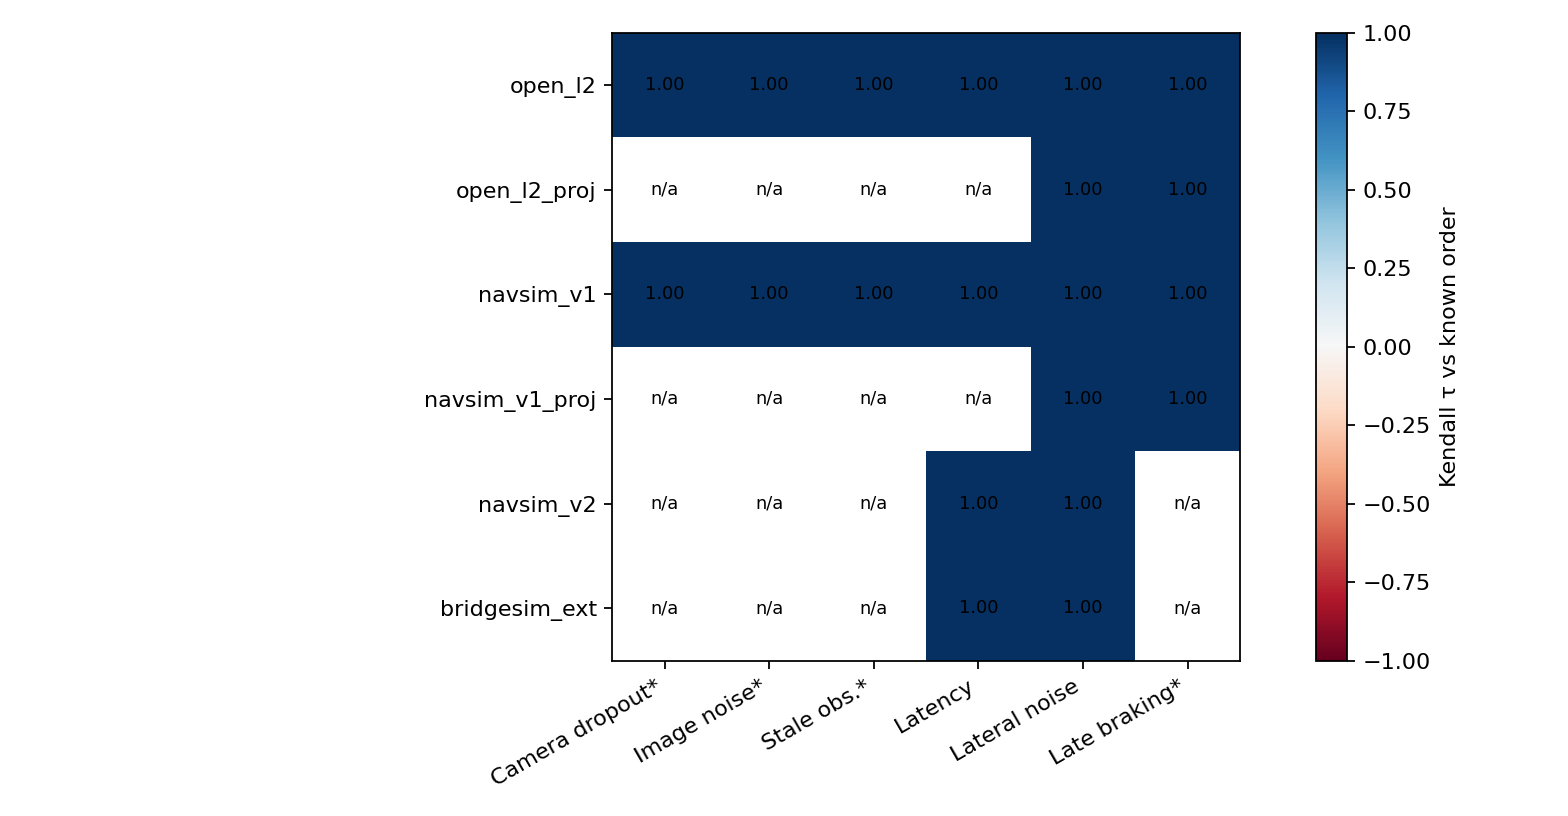 open_l2 1.00 1.00 1.00 1.00 1.00 1.00
open_l2_proj n/a n/a n/a n/a 1.00 1.00
navsim_v1 1.00 1.00 1.00 1.00 1.00 1.00
navsim_v1_proj n/a n/a n/a n/a 1.00 1.00
navsim_v2 n/a n/a n/a 1.00 1.00 n/a
bridgesim_ext n/a n/a n/a 1.00 1.00 n/a
Camera dropout*
Image noise*
Stale obs.*
Latency
Lateral noise
Late braking*
1.00
0.75
0.50
0.25
0.00
−0.25
−0.50
−0.75
−1.00
Kendall τ vs known order